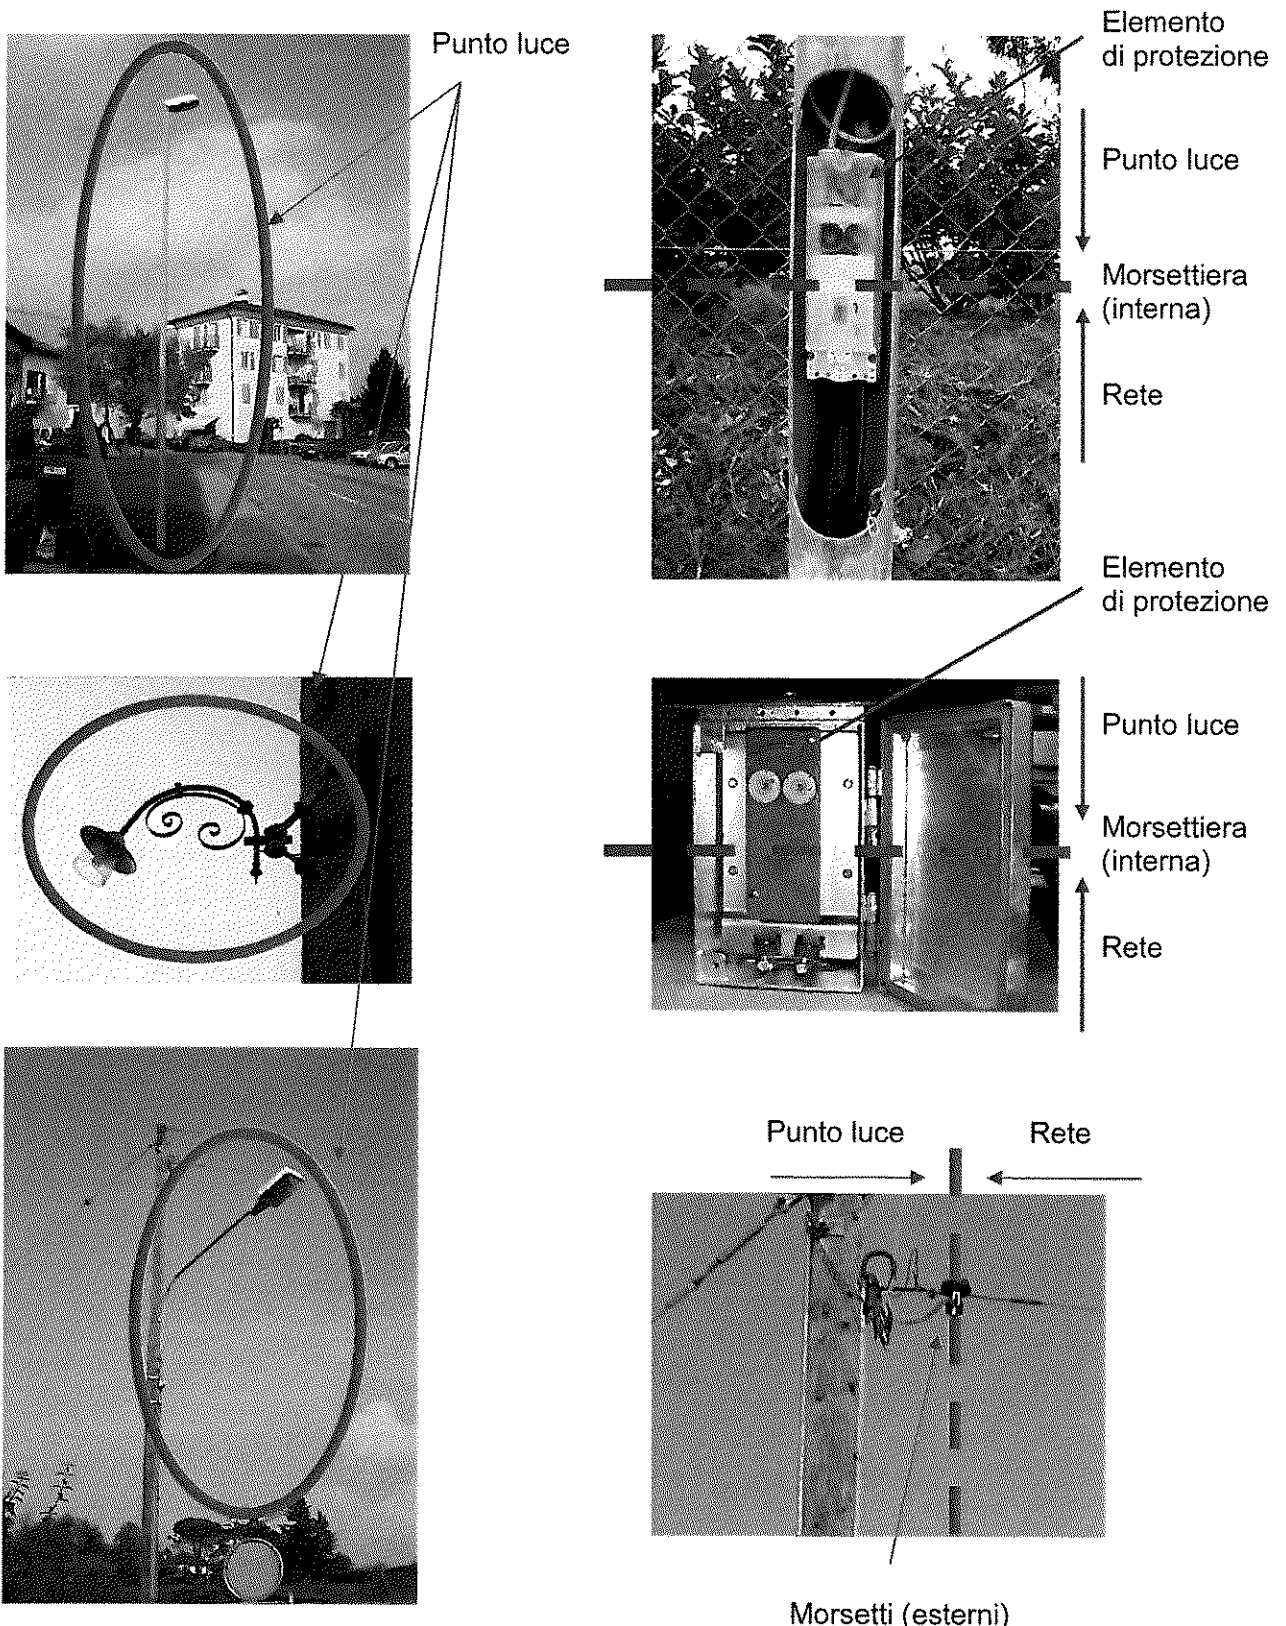 Punto luce
Elemento
di protezione
Punto luce
Morsettiera
(interna)
Rete
Elemento
di protezione
Punto luce
Morsettiera
(interna)
Rete
Punto luce
Rete
Morsetti (esterni)